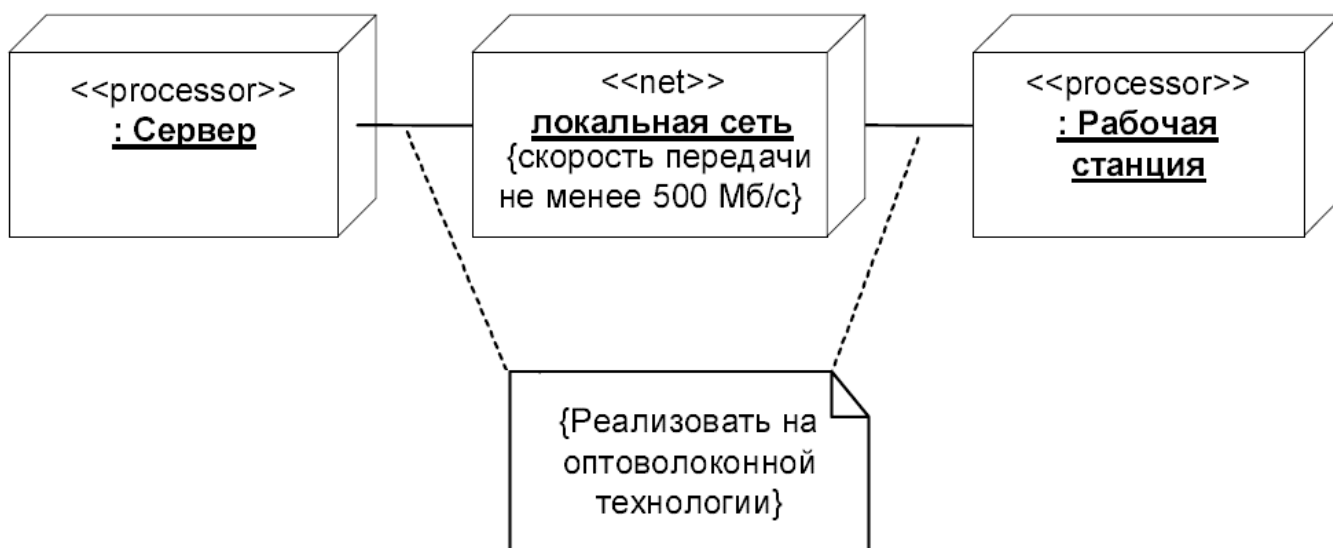 <<processor>>
: Сервер
<<net>>
локальная сеть
{скорость передачи
не менее 500 Мб/с}
<<processor>>
: Рабочая
станция
{Реализовать на
оптоволоконной
технологии}